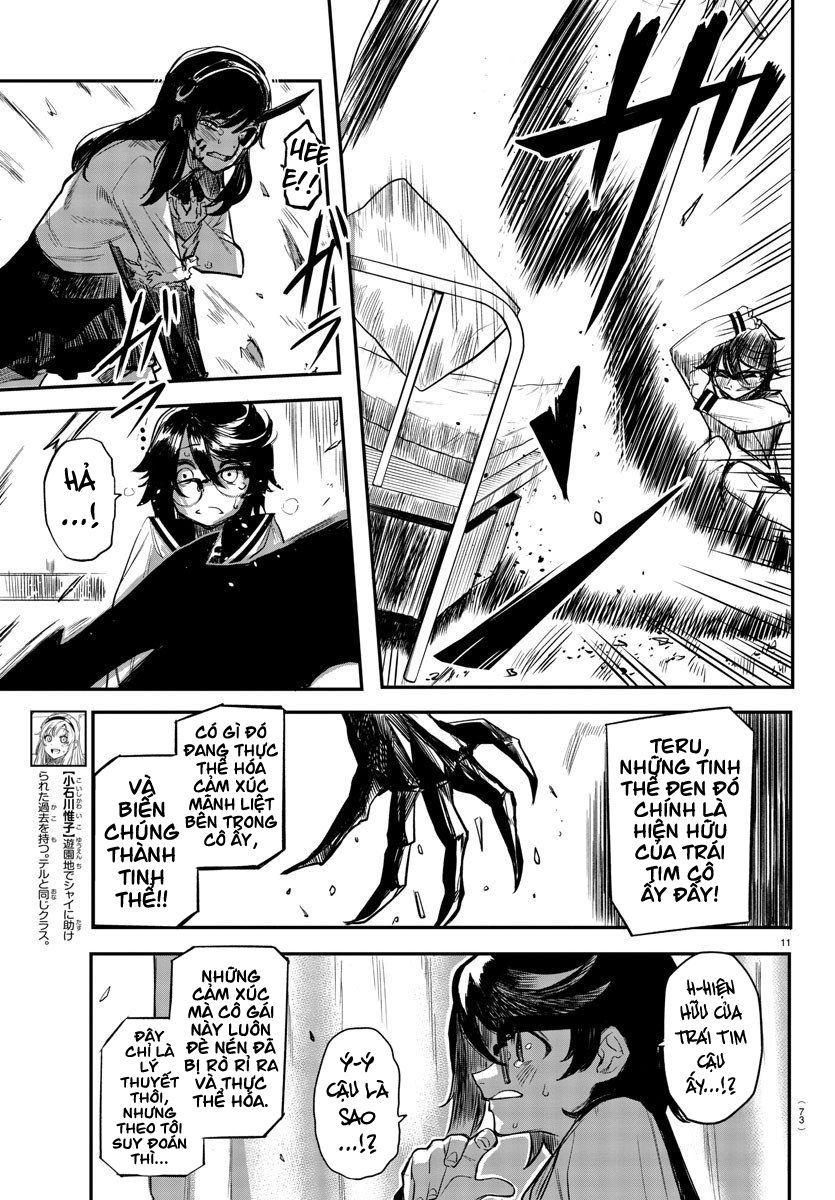 ザザ
HEE
E!!
ガガ
HẢ
...!
TERU,
NHỮNG TINH
THỂ ĐEN ĐÓ
CHÍNH LÀ
HIỆN HỮU
CỦA TRÁI
TIM CÔ
ẤY ĐẤY!
CÓ GÌ ĐÓ
ĐANG THỰC
THỂ HÓA
CẢM XÚC
MÃNH LIỆT
BÊN TRONG
CÔ ẤY,
VÀ
BIẾN
CHÚNG
THÀNH
TINH
THỂ!!
【小石川惟子】遊園地でシャイに助け
られた過去を持つ。テルと同じクラス。
11
H-HIỆN
HỮU CỦA
TRÁI TIM
CẬU
ẤY...!?
Ý-Ý
CẬU LÀ
SAO
...!?
NHỮNG
CẢM XÚC
MÀ CÔ GÁI
NÀY LUÔN
ĐÈ NÉN ĐÃ
BỊ RÒ RỈ RA
VÀ THỰC
THỂ HÓA.
ĐÂY
CHỈ LÀ
LÝ
THUYẾT
THÔI,
NHƯNG
THEO TÔI
SUY ĐOÁN
THÌ...
(73)